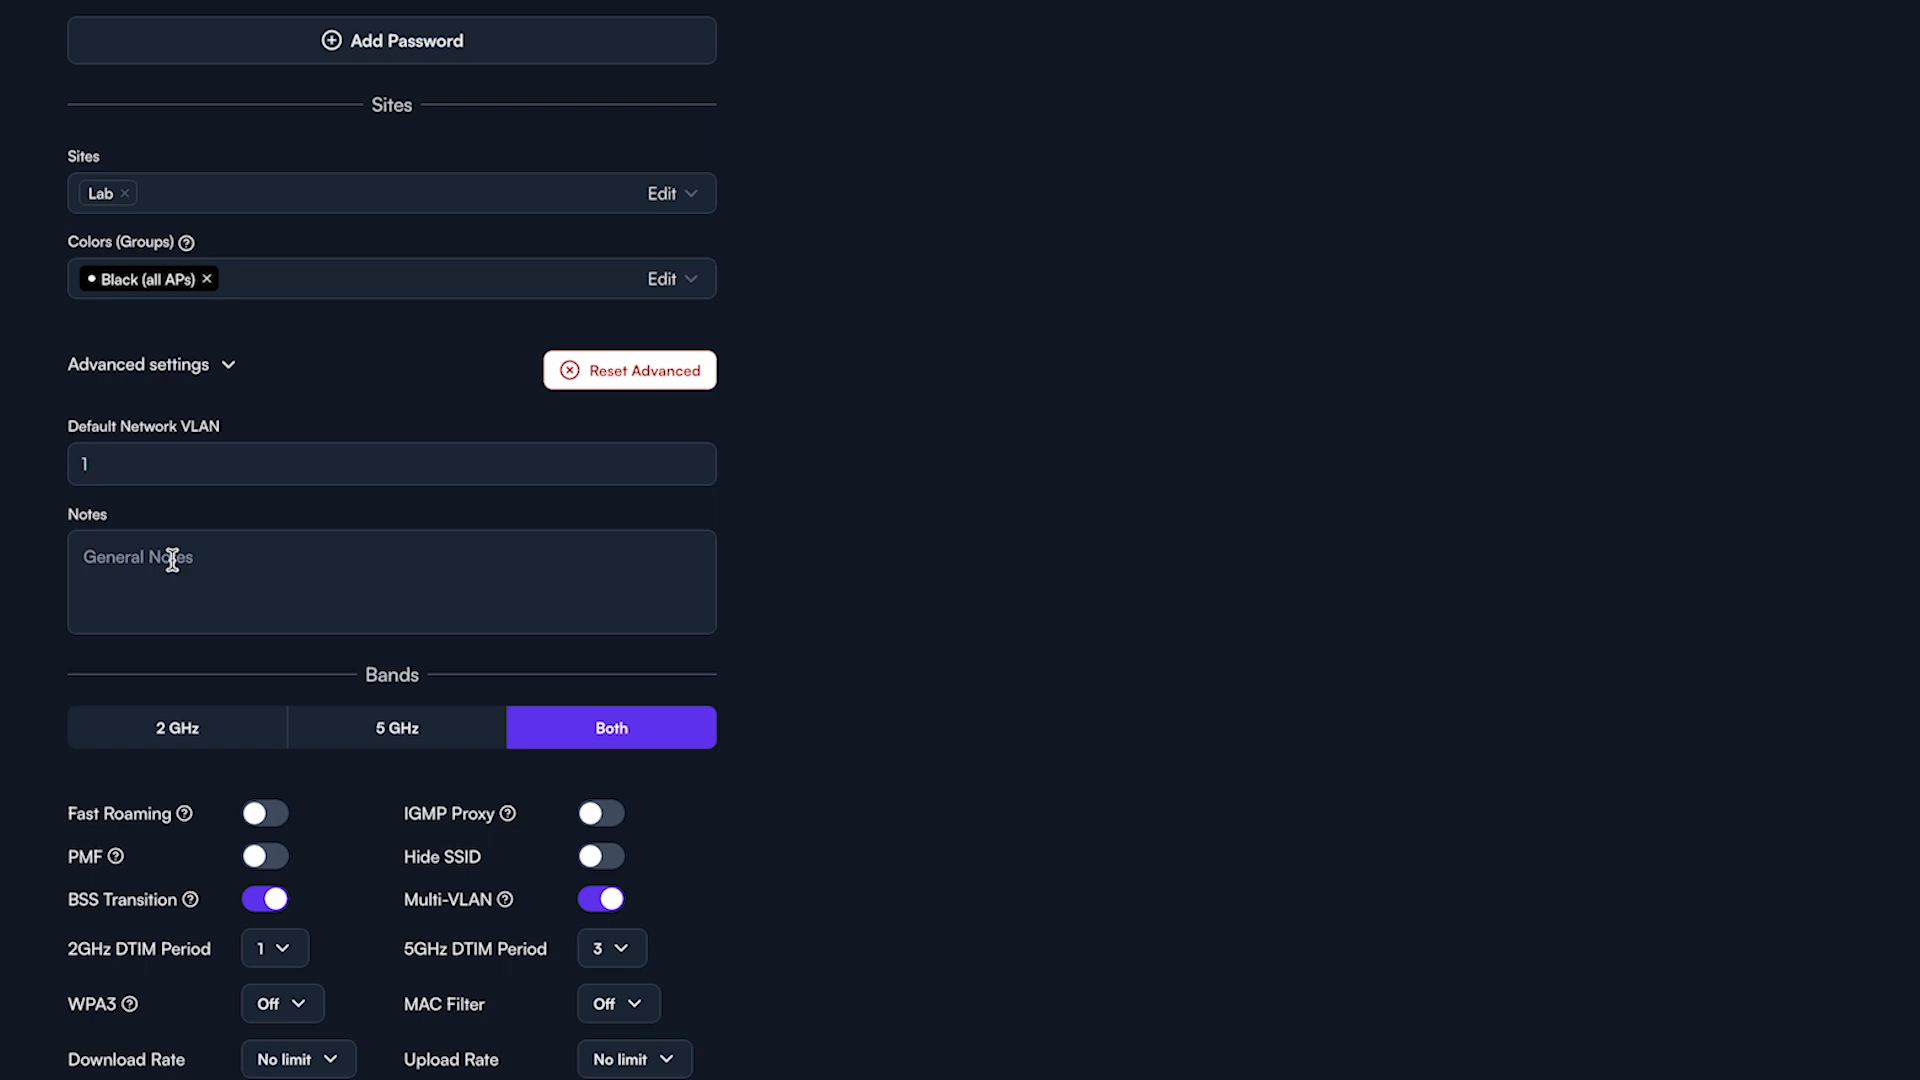 Add Password
Sites
Sites
Lab
Edit
Colors (Groups)
Black (all APs)
Edit
Advanced settings
Reset Advanced
Default Network VLAN
1
Notes
General Notes
Bands
2 GHz
5 GHz
Both
Fast Roaming
IGMP Proxy
PMF
Hide SSID
BSS Transition
Multi-VLAN
2GHz DTIM Period
1
5GHz DTIM Period
3
WPA3
Off
MAC Filter
Off
Download Rate
No limit
Upload Rate
No limit